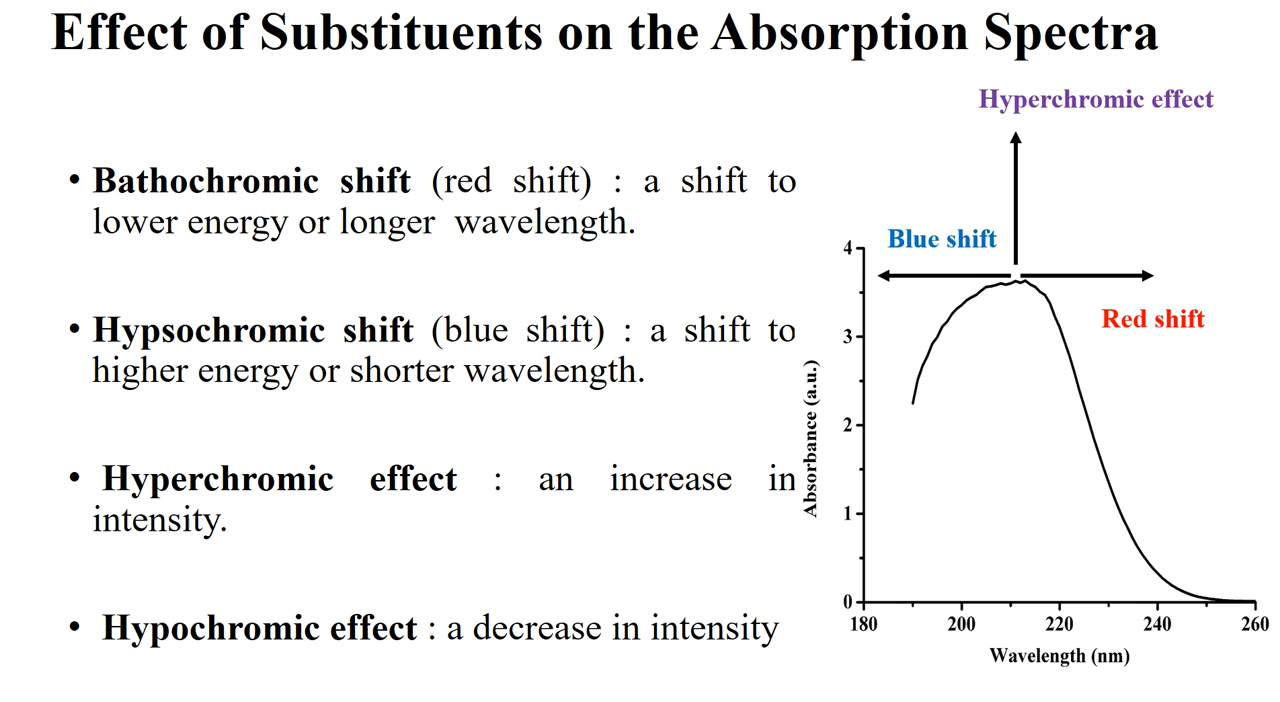 Effect of Substituents on the Absorption Spectra
• Bathochromic shift (red shift) : a shift to
lower energy or longer wavelength.
• Hypsochromic shift (blue shift) : a shift to
higher energy or shorter wavelength.
• Hyperchromic effect : an increase in
intensity.
• Hypochromic effect : a decrease in intensity
Hyperchromic effect
Blue shift
Red shift
Absorbance (a.u.)
4
3
2
1
0
180 200 220 240 260
Wavelength (nm)